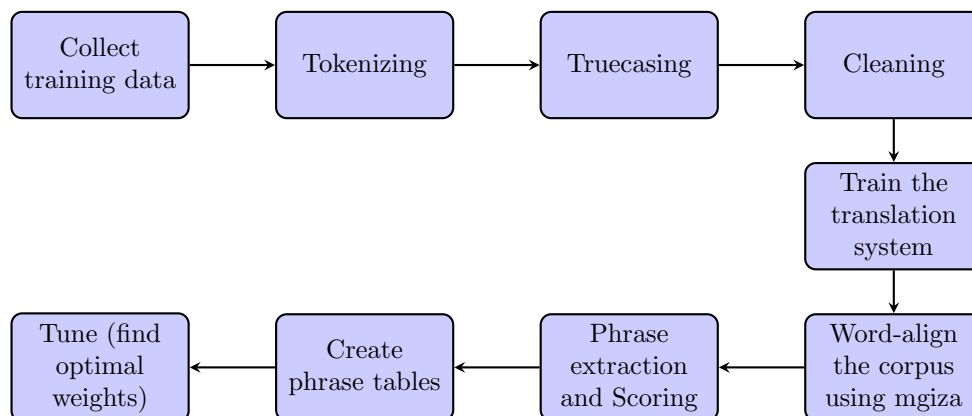 Collect
training data
Tokenizing
Truecasing
Cleaning
Train the
translation
system
Tune (find
optimal
weights)
Create
phrase tables
Phrase
extraction
and Scoring
Word-align
the corpus
using mgiza